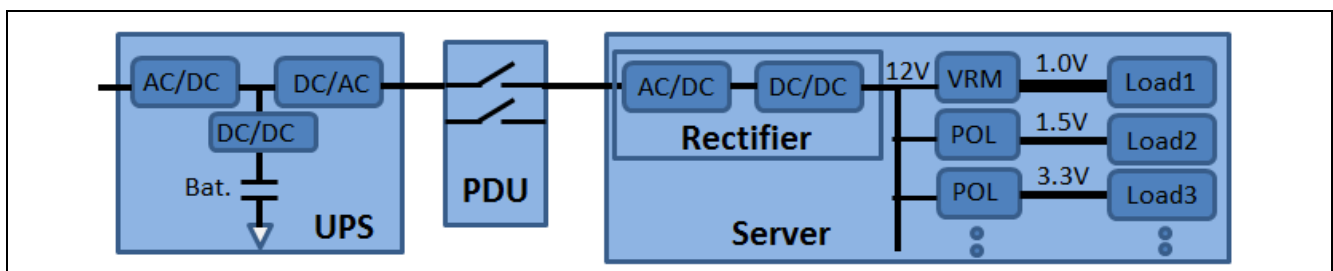 AC/DC DC/AC
DC/DC
Bat.
UPS
PDU
AC/DC DC/DC
Rectifier
Server
12V VRM 1.0V Load1
POL 1.5V Load2
POL 3.3V Load3